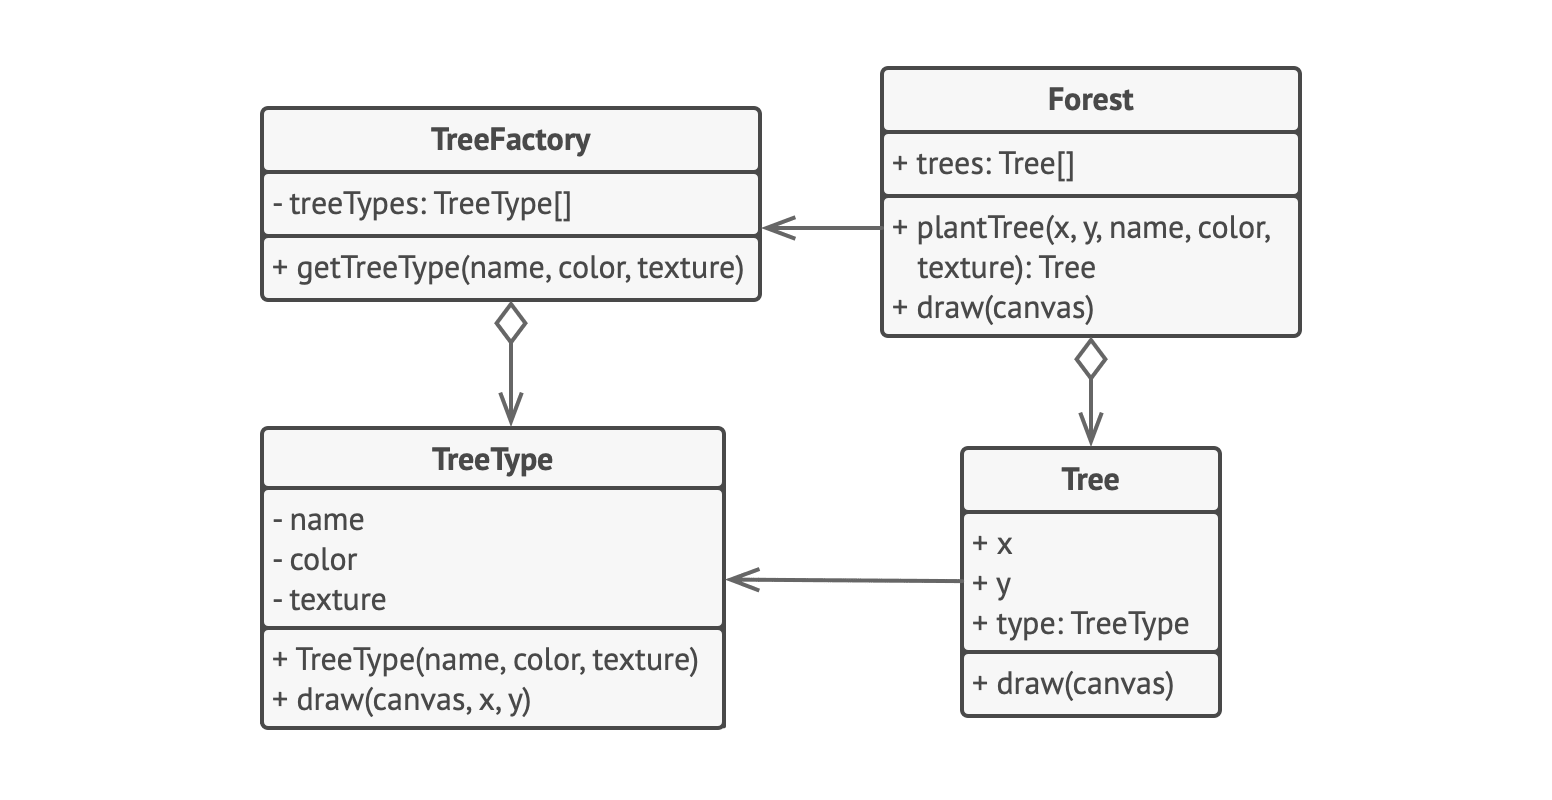 TreeFactory
- treeTypes: TreeType[]
+ getTreeType(name, color, texture)
Forest
+ trees: Tree[]
+ plantTree(x, y, name, color,
texture): Tree
+ draw(canvas)
TreeType
- name
- color
- texture
+ TreeType(name, color, texture)
+ draw(canvas, x, y)
Tree
+ x
+ y
+ type: TreeType
+ draw(canvas)